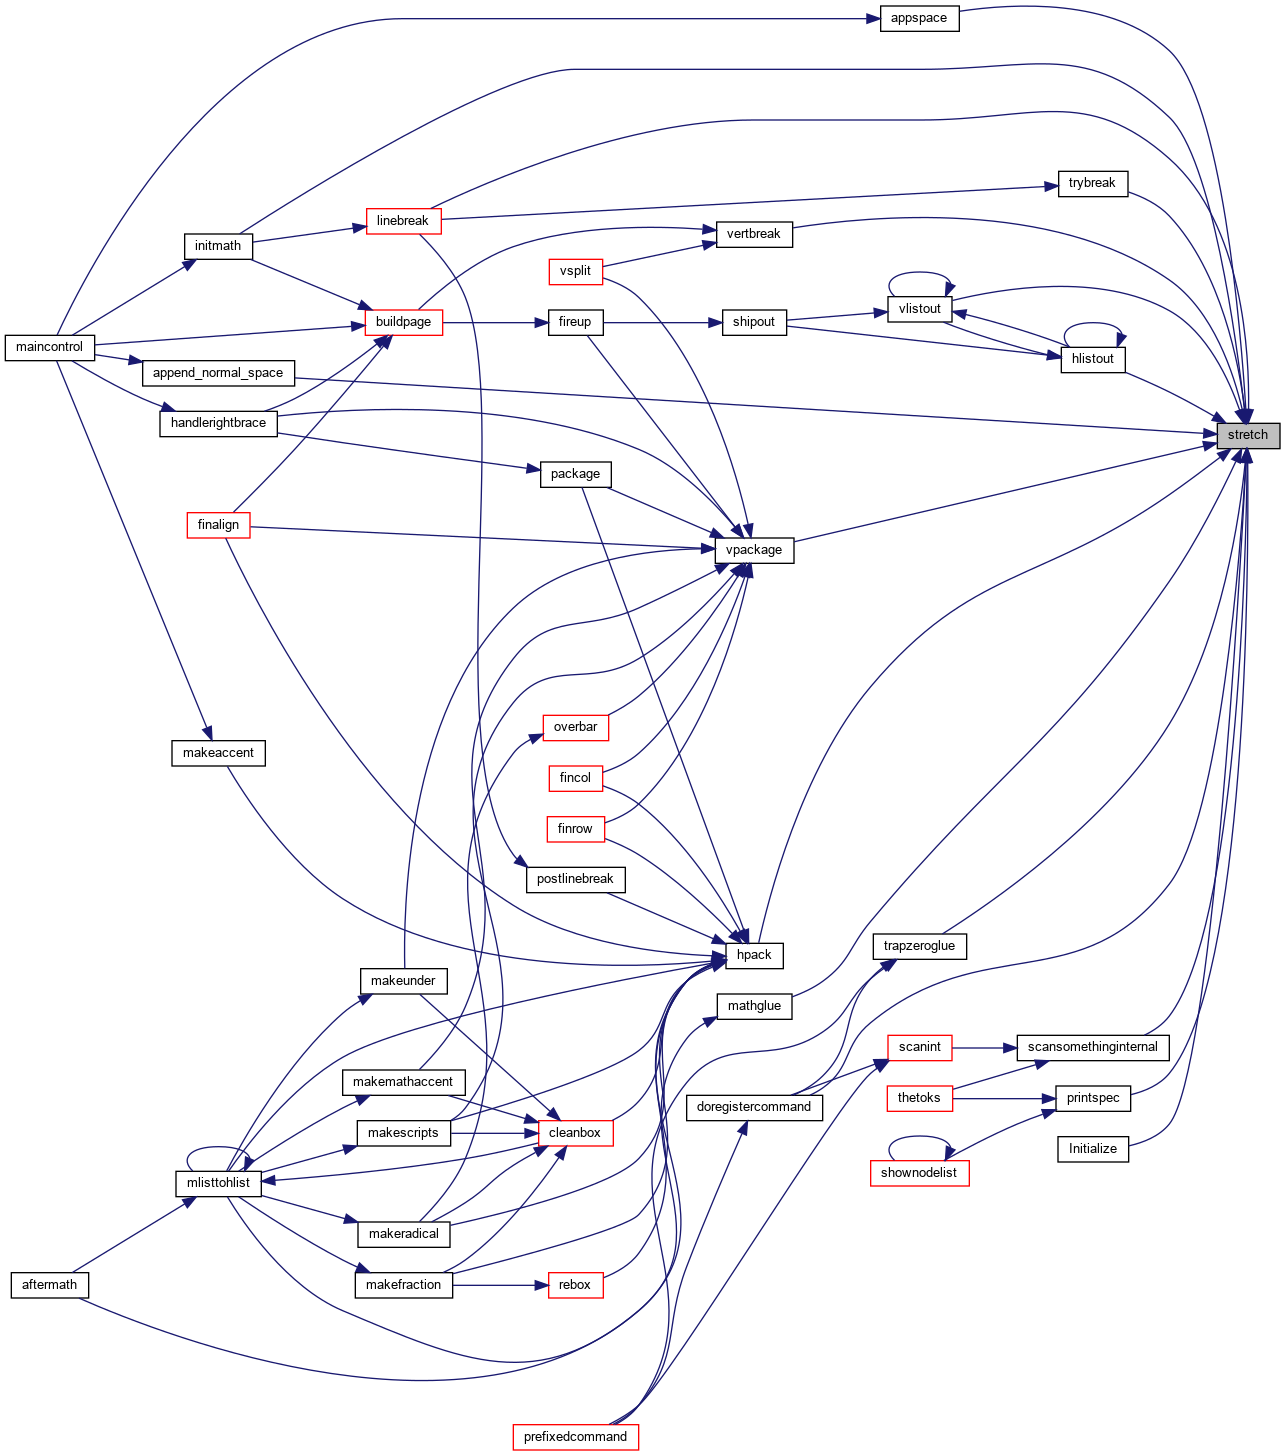 appspace
trybreak
linebreak
vertbreak
initmath
vsplit
vlistout
buildpage
fireup
shipout
maincontrol
hlistout
append_normal_space
handlerightbrace
stretch
package
finalign
vpackage
overbar
makeaccent
fincol
finrow
postlinebreak
trapzeroglue
hpack
makeunder
mathglue
scanint
scansomethinginternal
makemathaccent
thetoks
printspec
doregistercommand
makescripts
cleanbox
Initialize
shownodelist
mlisttohlist
makeradical
aftermath
makefraction
rebox
prefixedcommand